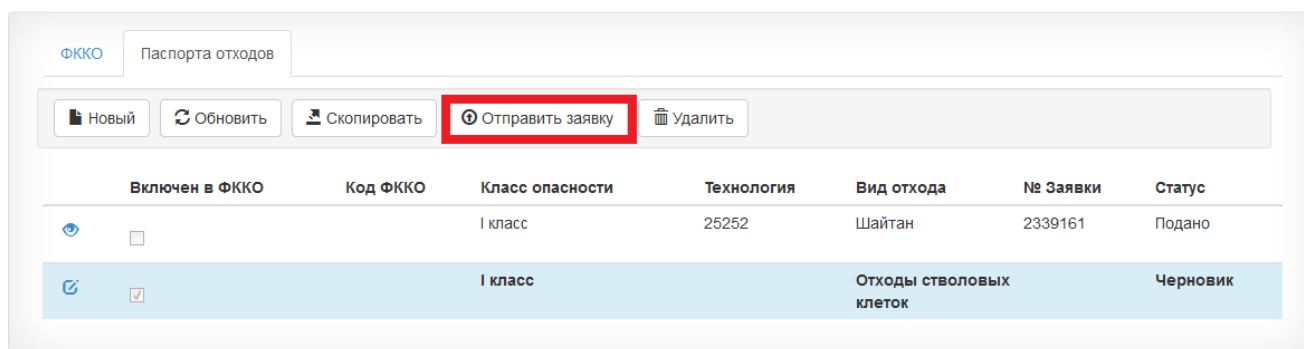 ФККО Паспорта отходов
Новый Обновить Скопировать Отправить заявку Удалить
Включен в ФККО Код ФККО Класс опасности Технология Вид отхода № Заявки Статус
I класс 25252 Шайтан 2339161 Подано
I класс Отходы стволовых Черновик
клеток